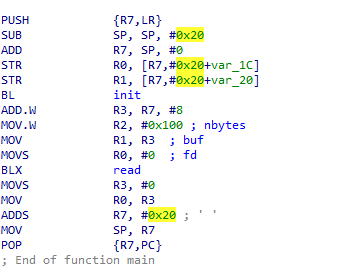 PUSH {R7,LR}
SUB SP, SP, #0x20
ADD R7, SP, #0
STR R0, [R7,#0x20+var_1C]
STR R1, [R7,#0x20+var_20]
BL init
ADD.W R3, R7, #8
MOV.W R2, #0x100 ; nbytes
MOV R1, R3 ; buf
MOVS R0, #0 ; fd
BLX read
MOVS R3, #0
MOV R0, R3
ADDS R7, #0x20 ; ' '
MOV SP, R7
POP {R7,PC}
; End of function main